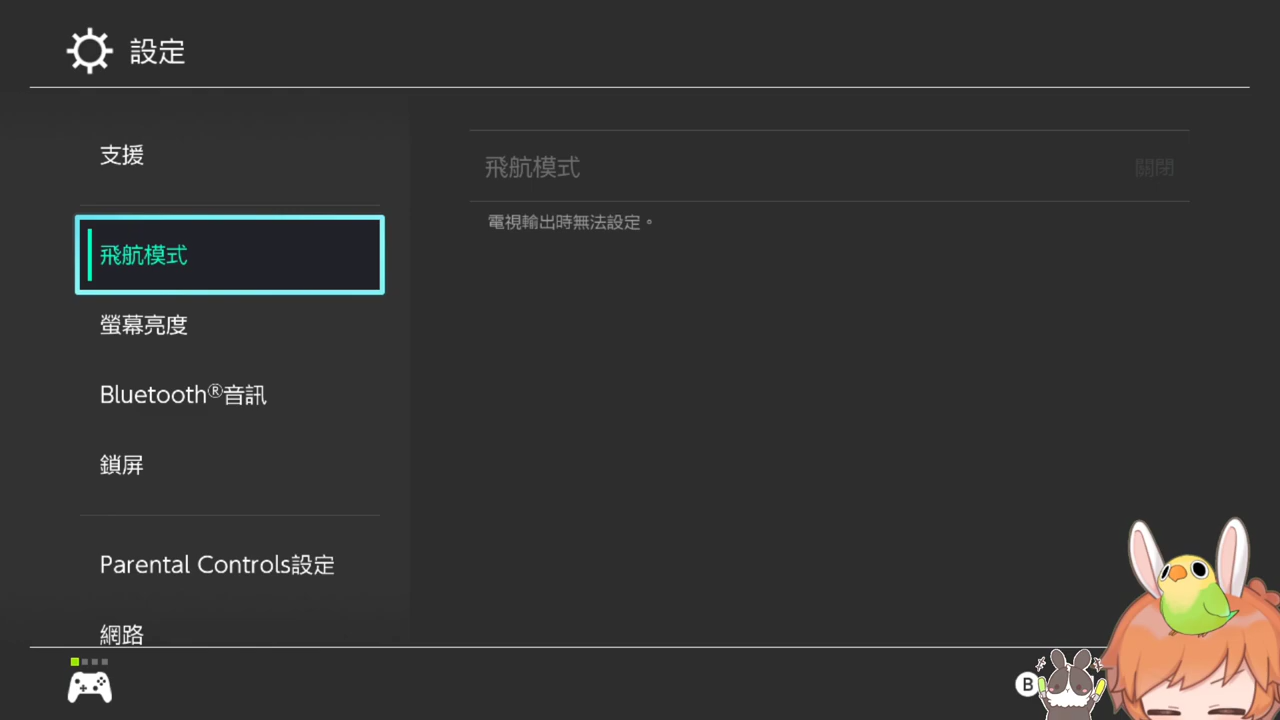 設定
支援
飛航模式
螢幕亮度
Bluetooth®音訊
鎖屏
Parental Controls設定
網路
飛航模式
關閉
電視輸出時無法設定。
B